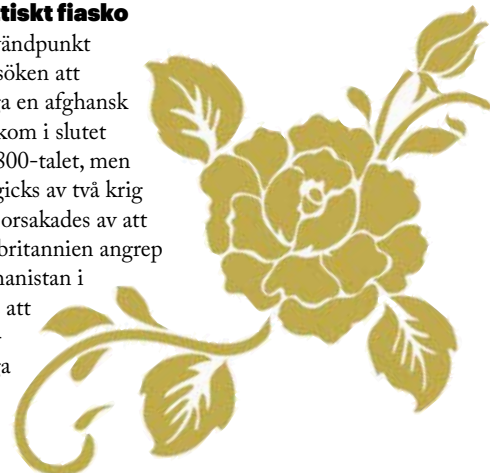 tiskt fiasko
vändpunkt
söken att
a en afghansk
kom i slutet
800-talet, men
gicks av två krig
orsakades av att
britannien angrep
hanistan i
att
a